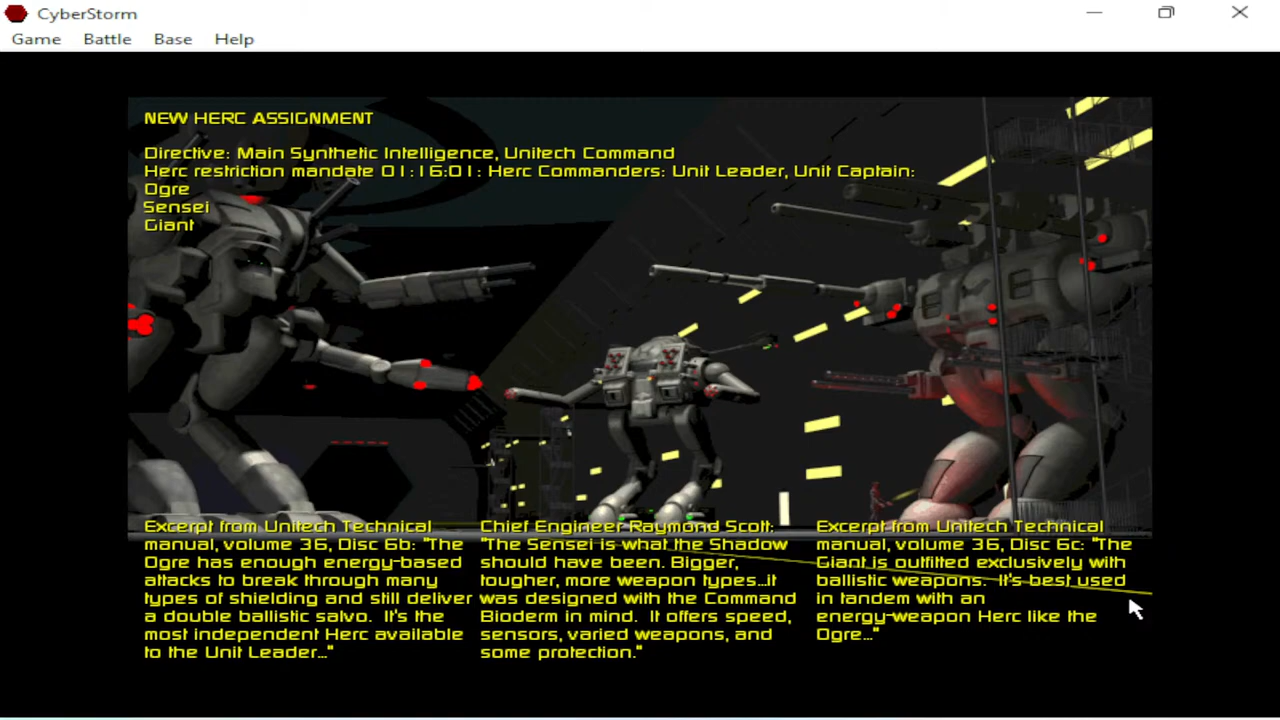 CyberStorm
Game Battle Base Help
NEW HERC ASSIGNMENT
Directive: Main Synthetic Intelligence, Unitech Command
Herc restriction mandate 01:16:01: Herc Commanders: Unit Leader, Unit Captain:
Ogre
Sensei
Giant
Excerpt from Unitech Technical
manual, volume 36, Disc 6b: "The
Ogre has enough energy-based
attacks to break through many
types of shielding and still deliver
a double ballistic salvo. It's the
most independent Herc available
to the Unit Leader..."
Chief Engineer Raymond Scott:
"The Sensei is what the Shadow
should have been. Bigger,
tougher, more weapon types...it
was designed with the Command
Bioderm in mind. It offers speed,
sensors, varied weapons, and
some protection."
Excerpt from Unitech Technical
manual, volume 36, Disc 6c: "The
Giant is outfitted exclusively with
ballistic weapons. It's best used
in tandem with an
energy-weapon Herc like the
Ogre..."